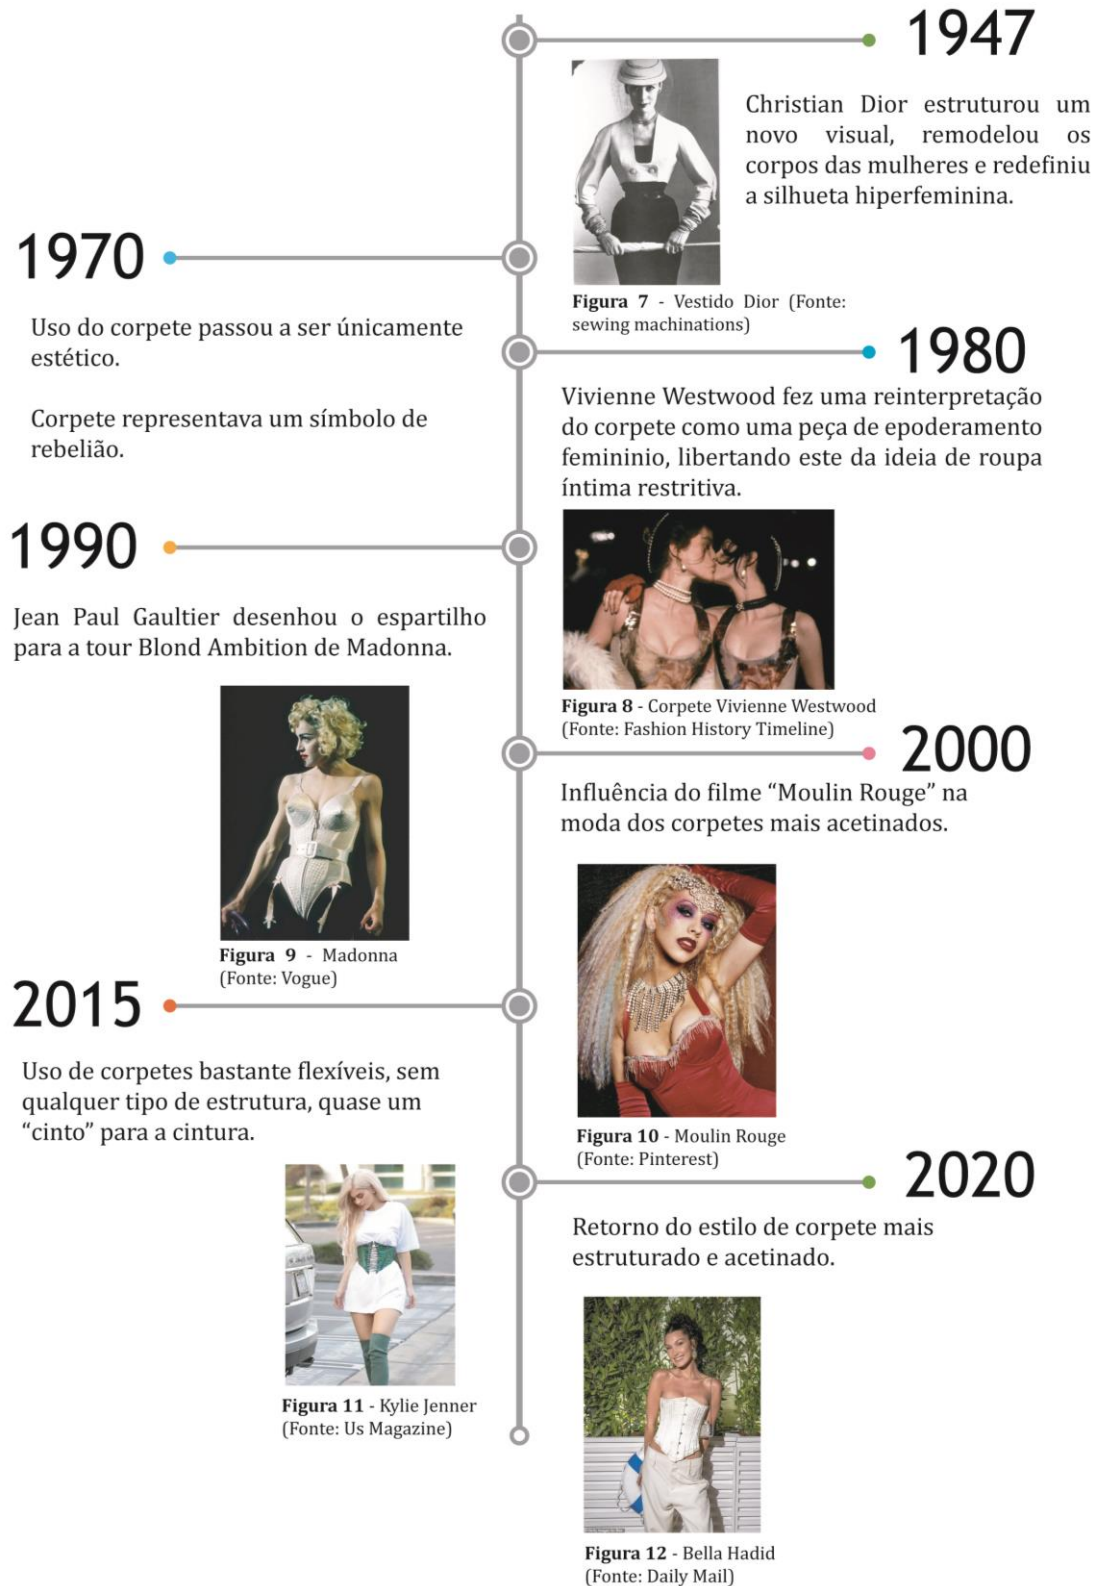 1947
Christian Dior estruturou um
novo visual, remodelou os
corpos das mulheres e redefiniu
a silhueta hiperfeminina.
Figura 7 - Vestido Dior (Fonte:
sewing machinations)
1970
Uso do corpete passou a ser únicamente
estético.
Corpete representava um símbolo de
rebelião.
1980
Vivienne Westwood fez uma reinterpretação
do corpete como uma peça de epoderamento
femininio, libertando este da ideia de roupa
íntima restritiva.
Figura 8 - Corpete Vivienne Westwood
(Fonte: Fashion History Timeline)
1990
Jean Paul Gaultier desenhou o espartilho
para a tour Blond Ambition de Madonna.
Figura 9 - Madonna
(Fonte: Vogue)
2000
Influência do filme “Moulin Rouge” na
moda dos corpetes mais acetinados.
Figura 10 - Moulin Rouge
(Fonte: Pinterest)
2015
Uso de corpetes bastante flexíveis, sem
qualquer tipo de estrutura, quase um
“cinto” para a cintura.
Figura 11 - Kylie Jenner
(Fonte: Us Magazine)
2020
Retorno do estilo de corpete mais
estruturado e acetinado.
Figura 12 - Bella Hadid
(Fonte: Daily Mail)